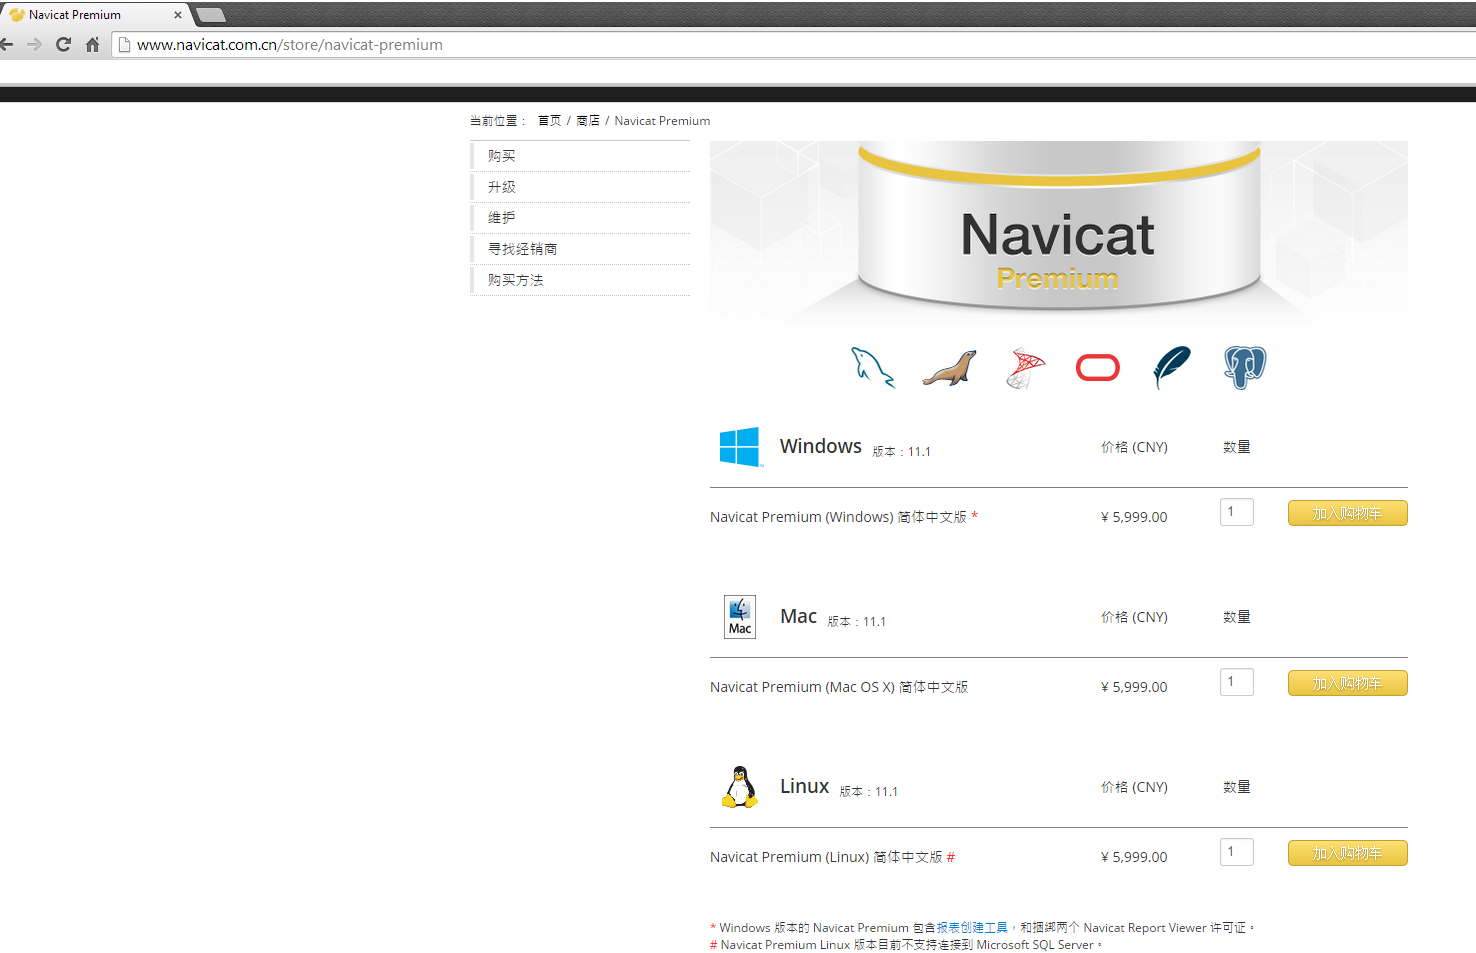 Navicat Premium
www.navicat.com.cn/store/navicat-premium
当前位置： 首页 / 商店 / Navicat Premium
购买
升级
维护
寻找经销商
购买方法
Navicat
Premium
Windows 版本：11.1 价格 (CNY) 数量
Navicat Premium (Windows) 简体中文版 * ¥ 5,999.00 1 加入购物车
Mac
Mac 版本：11.1 价格 (CNY) 数量
Navicat Premium (Mac OS X) 简体中文版 ¥ 5,999.00 1 加入购物车
Linux 版本：11.1 价格 (CNY) 数量
Navicat Premium (Linux) 简体中文版 # ¥ 5,999.00 1 加入购物车
* Windows 版本的 Navicat Premium 包含报表创建工具，和捆绑两个 Navicat Report Viewer 许可证。
# Navicat Premium Linux 版本目前不支持连接到 Microsoft SQL Server。